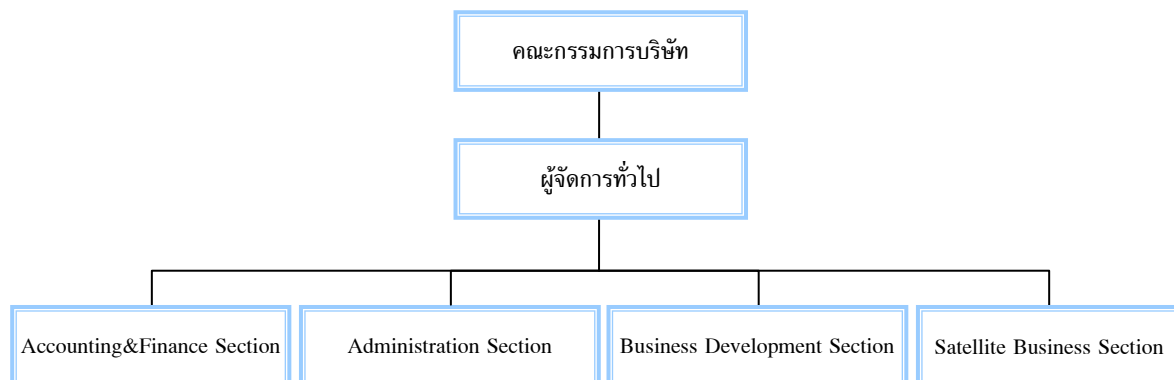 คณะกรรมการบริษัท
ผู้จัดการทั่วไป
Accounting&Finance Section
Administration Section
Business Development Section
Satellite Business Section